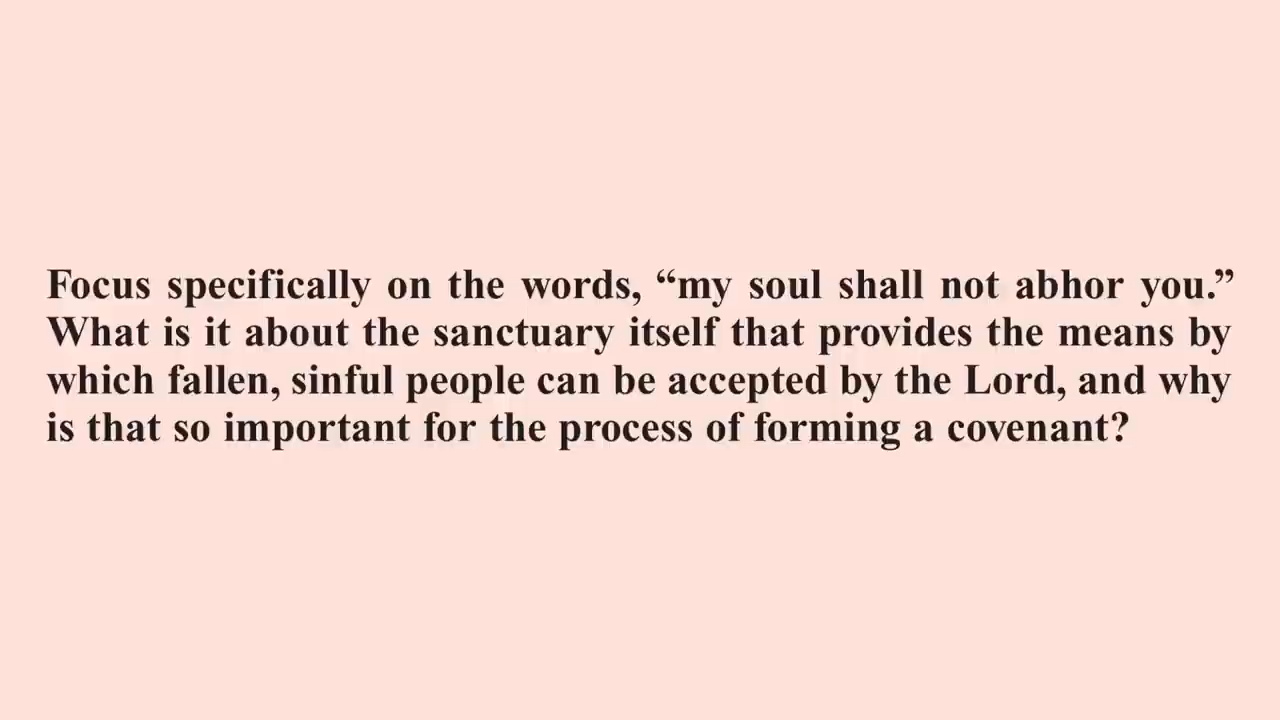 Focus specifically on the words, “my soul shall not abhor you.”
What is it about the sanctuary itself that provides the means by
which fallen, sinful people can be accepted by the Lord, and why
is that so important for the process of forming a covenant?